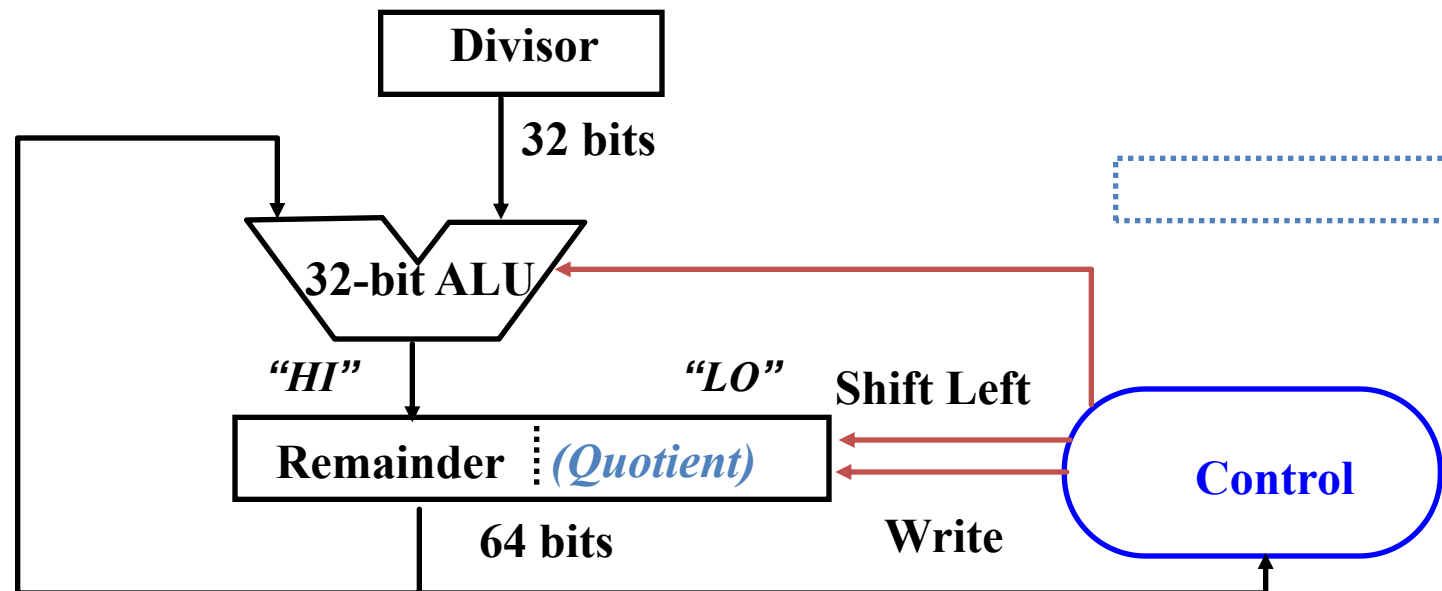 Divisor
32 bits
32-bit ALU
“HI”
“LO”
Shift Left
Remainder
(Quotient)
Control
64 bits
Write